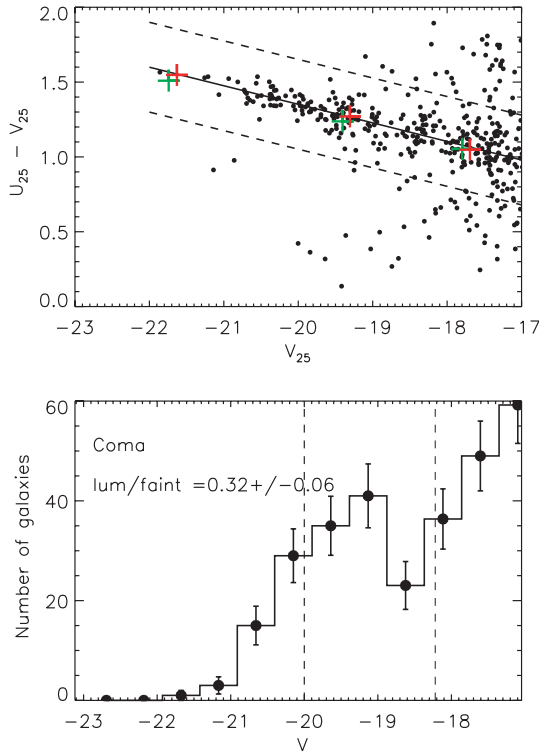 2.0
1.5
1.0
0.5
0.0
U25 − V25
−23 −22 −21 −20 −19 −18 −17
V25
60
40
20
0
Number of galaxies
Coma
lum/faint =0.32+/−0.06
−23 −22 −21 −20 −19 −18
V